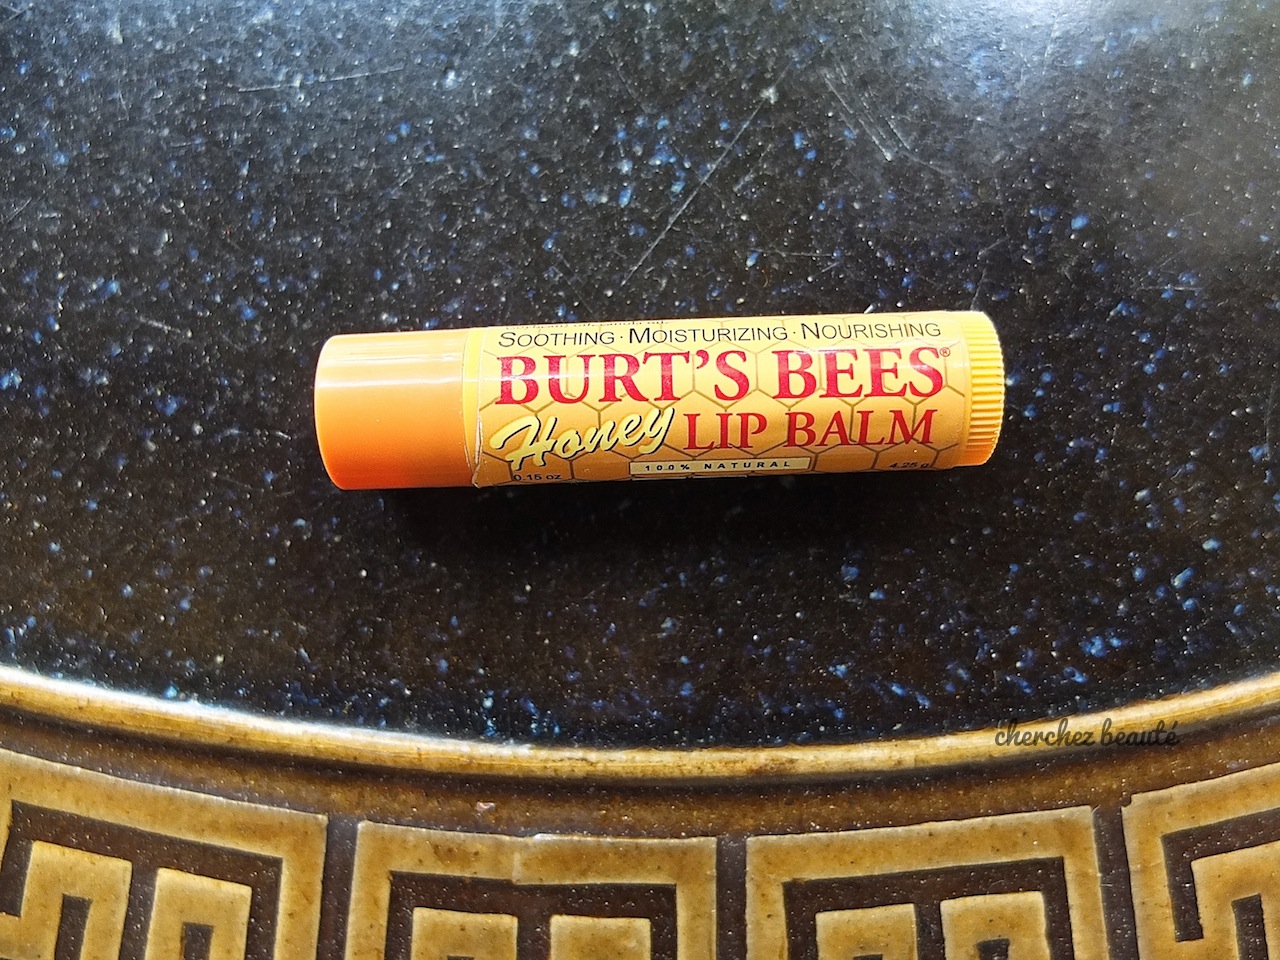 SOOTHING · MOISTURIZING · NOURISHING
BURT'S BEES®
Honey LIP BALM
100% NATURAL
0.15 oz 4.25 g
cherchez beauté